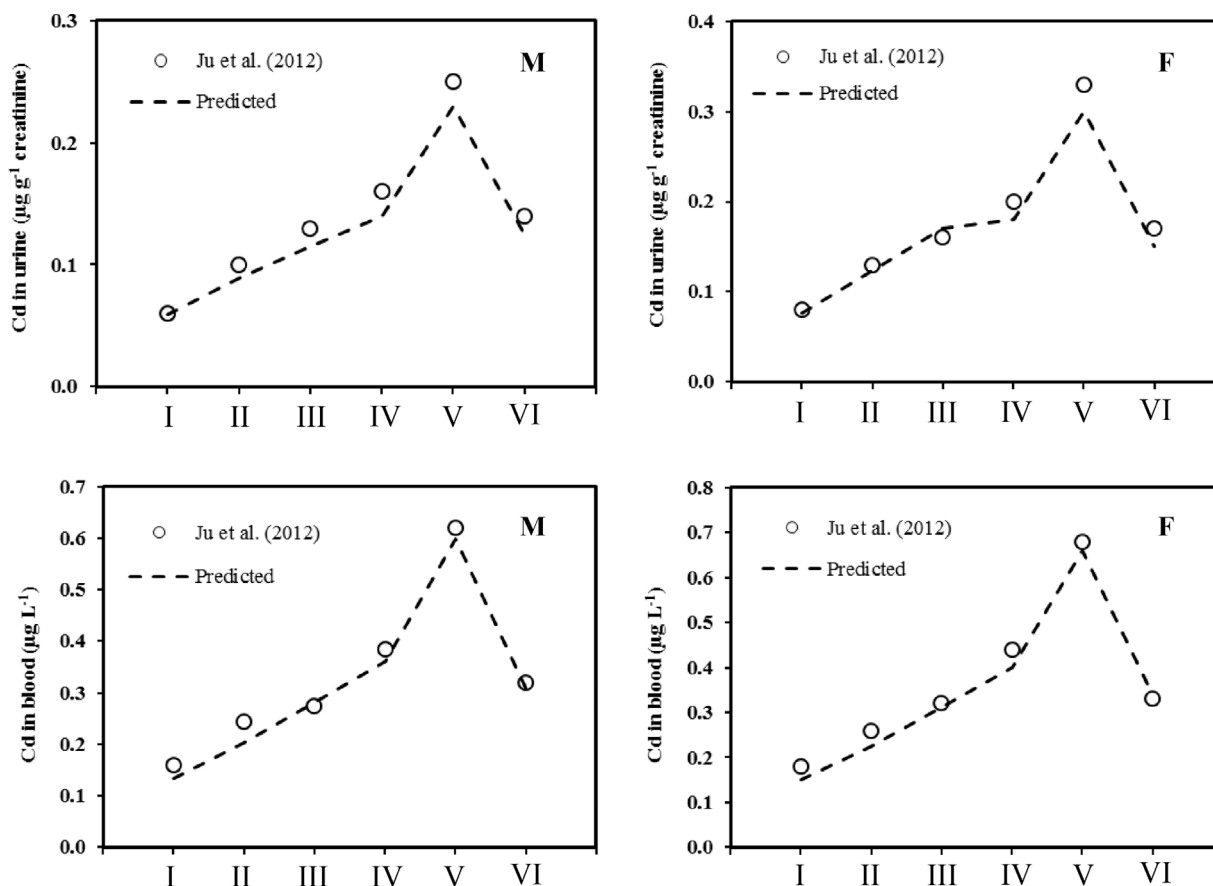 0.3
0.2
0.1
0.0
Cd in urine (µg g⁻¹ creatinine)
Ju et al. (2012)
Predicted
M
I II III IV V VI
0.4
0.3
0.2
0.1
0.0
Cd in urine (µg g⁻¹ creatinine)
Ju et al. (2012)
Predicted
F
I II III IV V VI
0.7
0.6
0.5
0.4
0.3
0.2
0.1
0.0
Cd in blood (µg L⁻¹)
Ju et al. (2012)
Predicted
M
I II III IV V VI
0.8
0.7
0.6
0.5
0.4
0.3
0.2
0.1
0.0
Cd in blood (µg L⁻¹)
Ju et al. (2012)
Predicted
F
I II III IV V VI